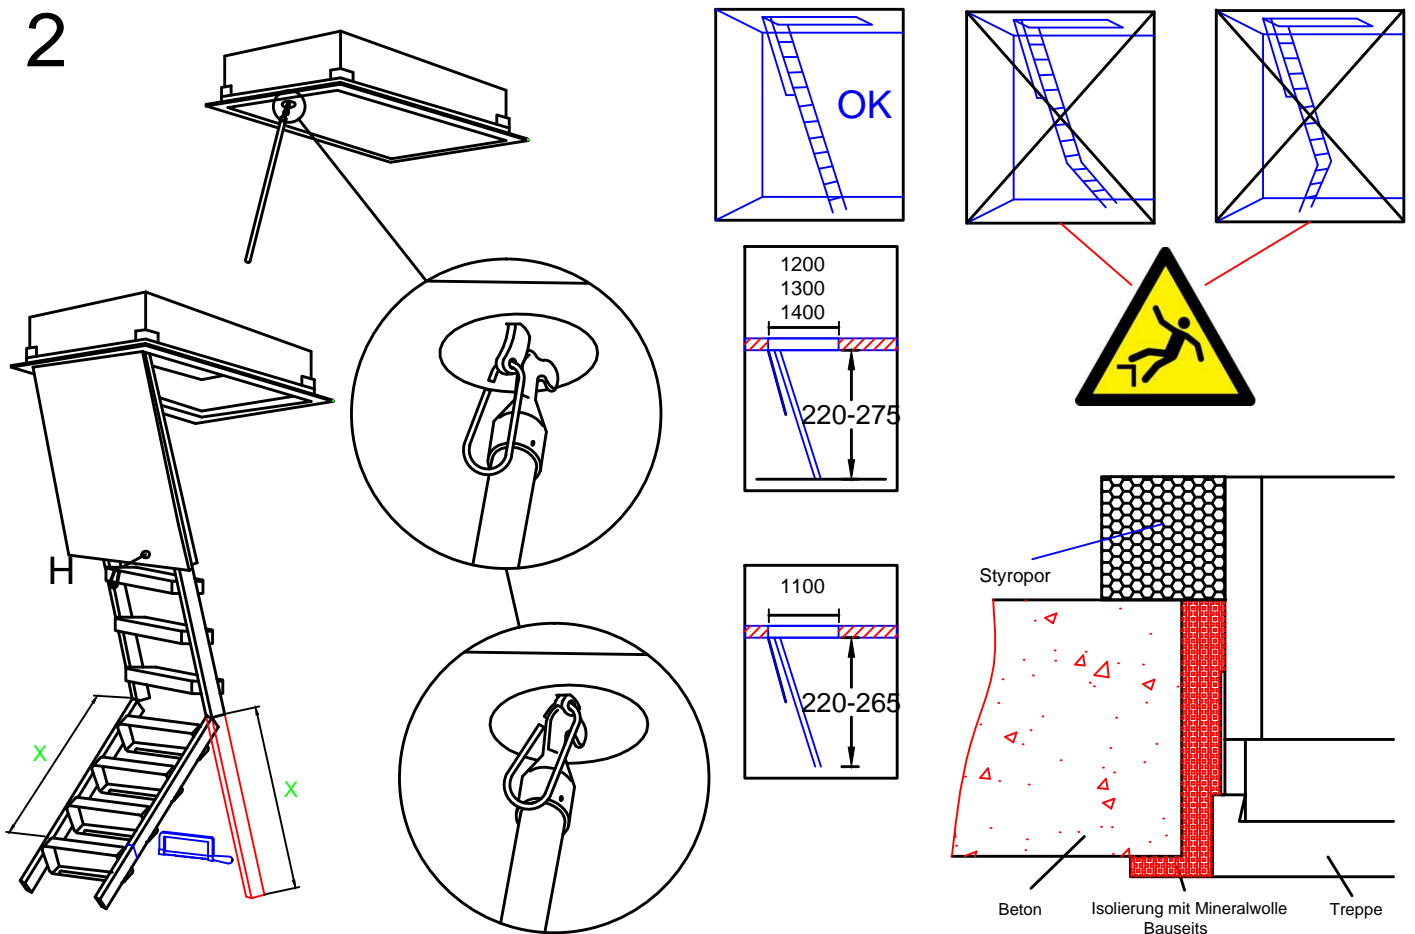 2
OK
1200
1300
1400
220-275
H
1100
220-265
X
X
Styropor
Beton
Isolierung mit Mineralwolle
Bauseits
Treppe